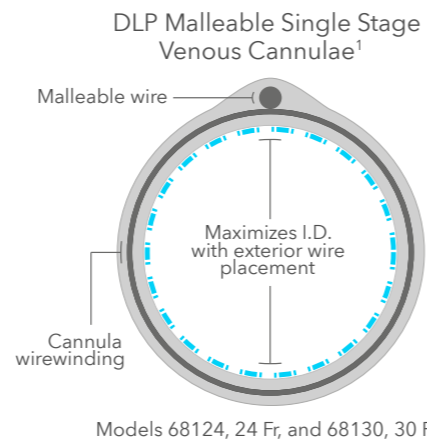 DLP Malleable Single Stage
Venous Cannulae¹
Malleable wire
Maximizes I.D.
with exterior wire
placement
Cannula
wirewinding
Models 68124, 24 Fr, and 68130, 30 F